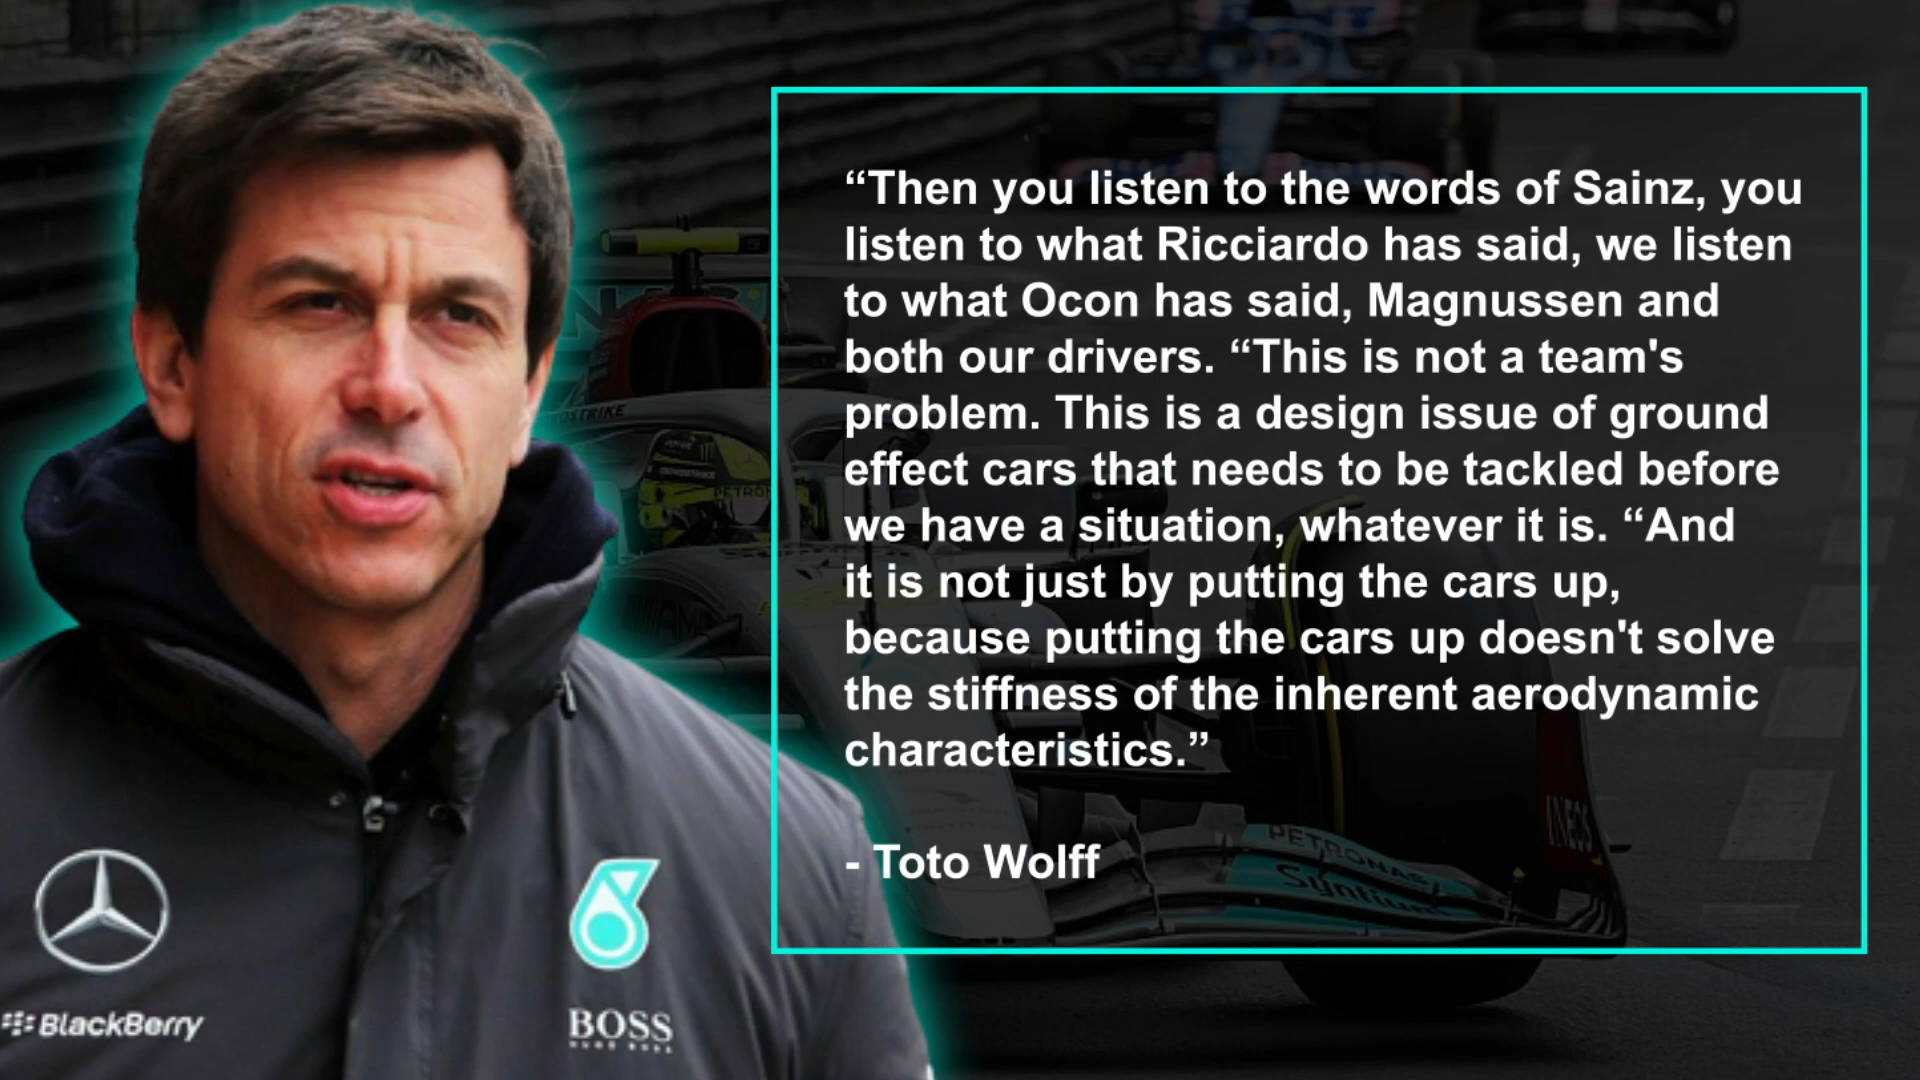 “Then you listen to the words of Sainz, you
listen to what Ricciardo has said, we listen
to what Ocon has said, Magnussen and
both our drivers. “This is not a team's
problem. This is a design issue of ground
effect cars that needs to be tackled before
we have a situation, whatever it is. “And
it is not just by putting the cars up,
because putting the cars up doesn't solve
the stiffness of the inherent aerodynamic
characteristics.”
- Toto Wolff
BlackBerry
BOSS
HUGO BOSS
PETRONAS
Syntium
INEOS